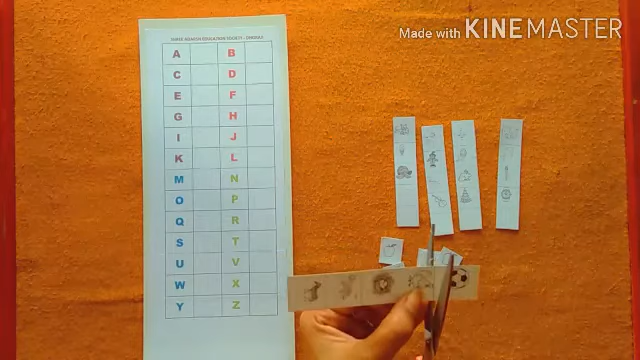 Made with KINEMASTER
A B
C D
E F
G H
I J
K L
M N
O P
Q R
S T
U V
W X
Y Z